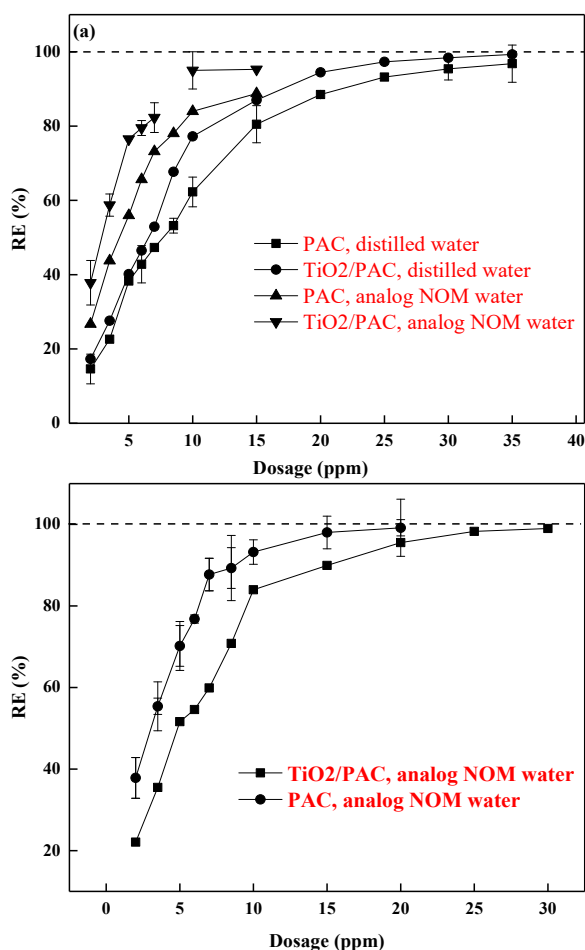 (a)
100
80
60
40
20
0
RE (%)
PAC, distilled water
TiO2/PAC, distilled water
PAC, analog NOM water
TiO2/PAC, analog NOM water
5 10 15 20 25 30 35 40
Dosage (ppm)
100
80
60
40
20
RE (%)
TiO2/PAC, analog NOM water
PAC, analog NOM water
0 5 10 15 20 25 30
Dosage (ppm)